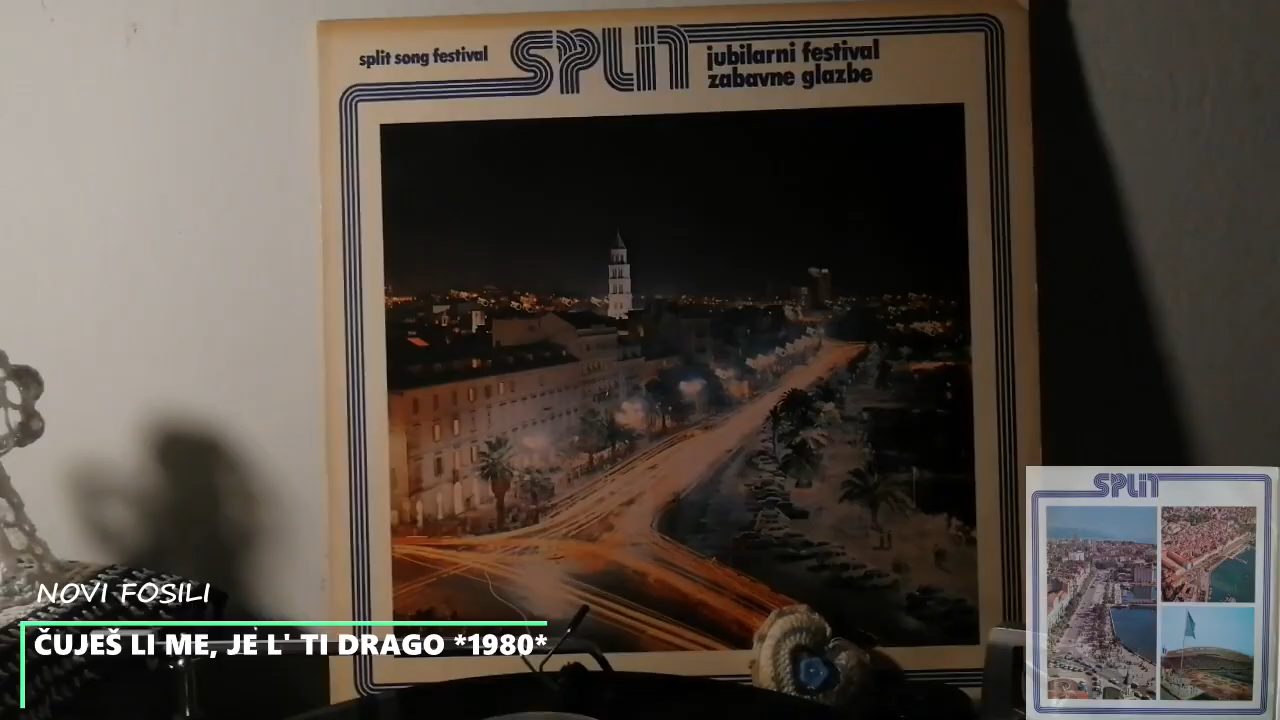 split song festival
SPLIT
jubilarni festival
zabavne glazbe
NOVI FOSILI
ČUJEŠ LI ME, JE L' TI DRAGO *1980*
SPLIT